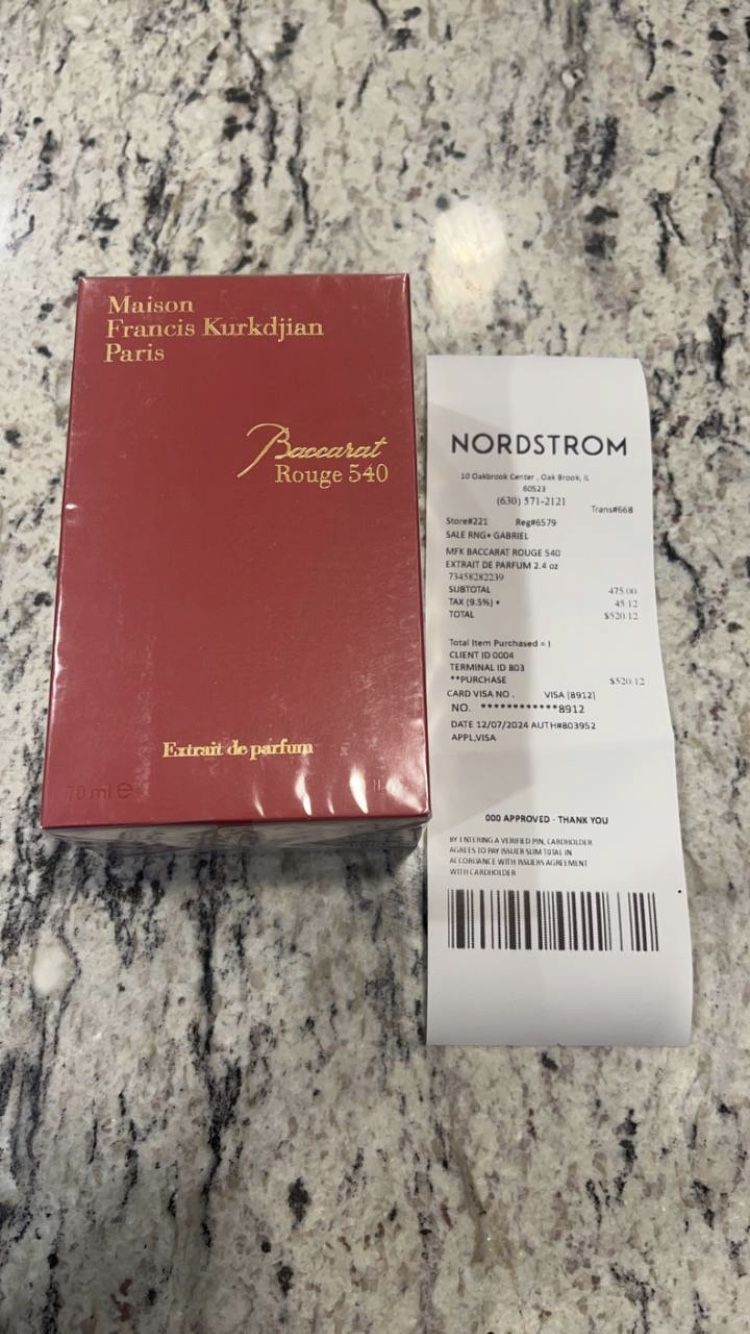 Maison
Francis Kurkdjian
Paris
Baccarat
Rouge 540
Extrait de parfum
70 ml e
NORDSTROM
10 Oakbrook Center , Oak Brook, IL
60523
(630) 571-2121
Trans#668
Store#221 Reg#6579
SALE RNG• GABRIEL
MFK BACCARAT ROUGE 540
EXTRAIT DE PARFUM 2.4 oz
73458282239
SUBTOTAL 475.00
TAX (9.5%) • 45.12
TOTAL $520.12
Total Item Purchased = 1
CLIENT ID 0004
TERMINAL ID 803
**PURCHASE $520.12
CARD VISA NO . VISA (8912)
NO. ************8912
DATE 12/07/2024 AUTH#803952
APPL,VISA
000 APPROVED - THANK YOU
BY ENTERING A VERIFIED PIN, CARDHOLDER
AGREES TO PAY ISSUER SUM TOTAL IN
ACCORDANCE WITH ISSUERS AGREEMENT
WITH CARDHOLDER